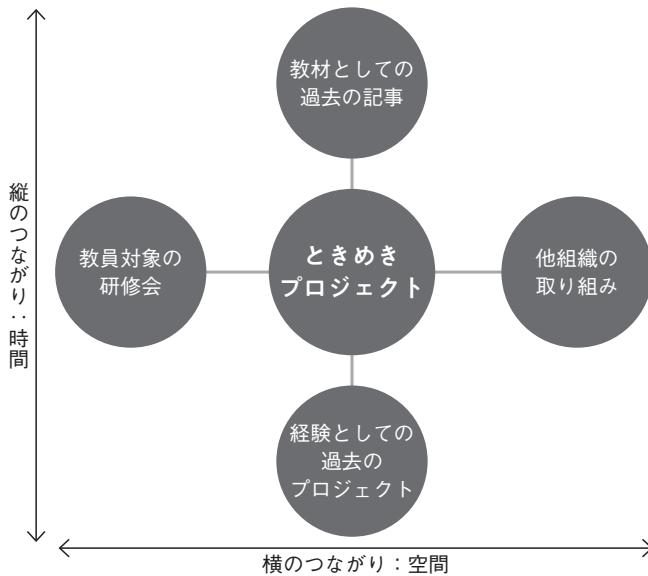 教材としての
過去の記事
縦のつながり：時間
教員対象の
研修会
ときめき
プロジェクト
他組織の
取り組み
経験としての
過去の
プロジェクト
横のつながり：空間